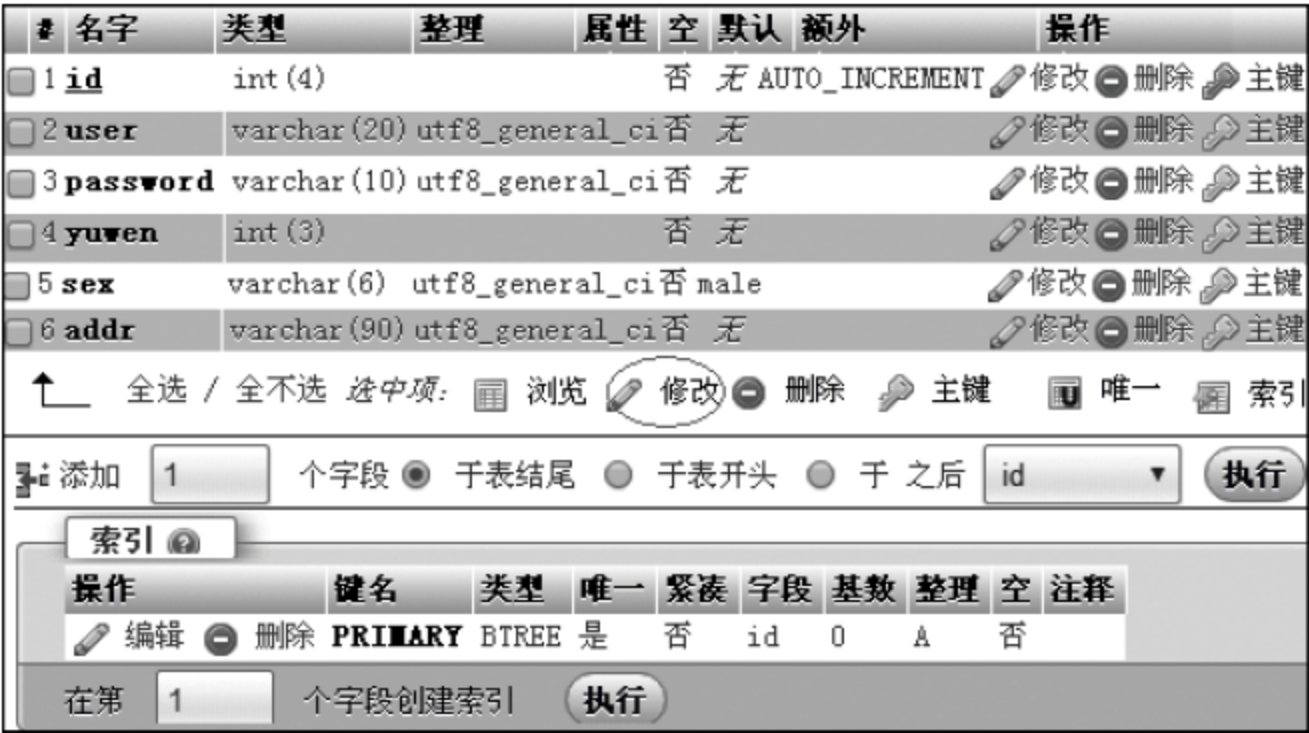 # 名字 类型 整理 属性 空 默认 额外 操作
1 id int(4) 否 无 AUTO_INCREMENT 修改 删除 主键
2 user varchar(20) utf8_general_ci 否 无 修改 删除 主键
3 password varchar(10) utf8_general_ci 否 无 修改 删除 主键
4 yuwen int(3) 否 无 修改 删除 主键
5 sex varchar(6) utf8_general_ci 否 male 修改 删除 主键
6 addr varchar(90) utf8_general_ci 否 无 修改 删除 主键
全选 / 全不选 选中项: 浏览 修改 删除 主键 U 唯一 索引
添加 1 个字段 于表结尾 于表开头 于 之后 id 执行
索引
操作 键名 类型 唯一 紧凑 字段 基数 整理 空 注释
编辑 删除 PRIMARY BTREE 是 否 id 0 A 否
在第 1 个字段创建索引 执行